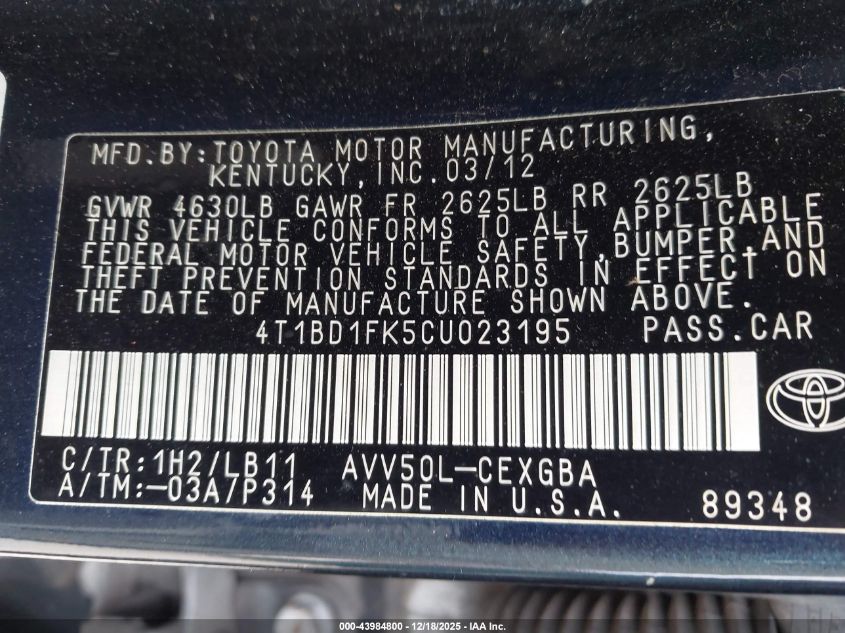 MFD.BY:TOYOTA MOTOR MANUFACTURING,
KENTUCKY,INC.03/12
GVWR 4630LB GAWR FR 2625LB RR 2625LB
THIS VEHICLE CONFORMS TO ALL APPLICABLE
FEDERAL MOTOR VEHICLE SAFETY,BUMPER,AND
THEFT PREVENTION STANDARDS IN EFFECT ON
THE DATE OF MANUFACTURE SHOWN ABOVE.
4T1BD1FK5CU023195 PASS.CAR
C/TR:1H2/LB11 AVV50L-CEXGBA
A/TM:-03A/P314 MADE IN U.S.A. 89348
000-43984800 - 12/18/2025 - IAA Inc.